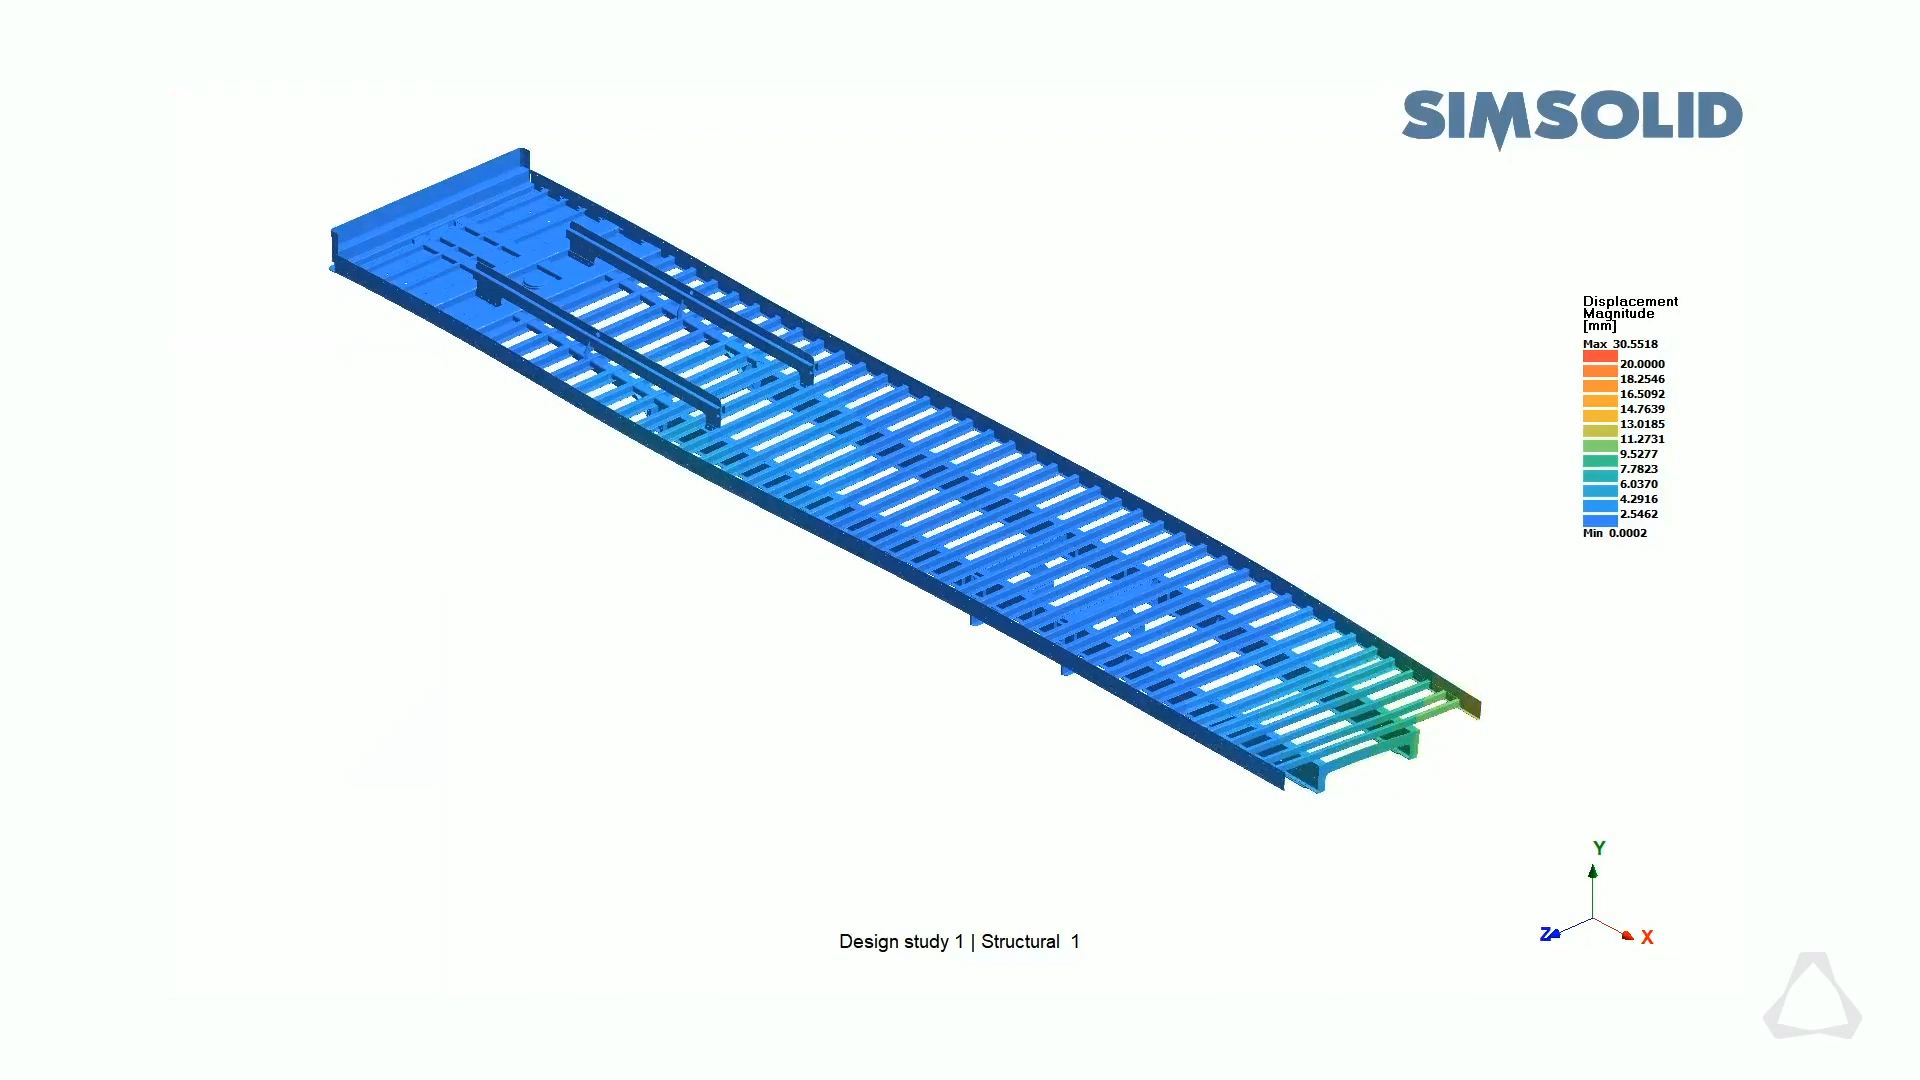 SIMSOLID
Displacement
Magnitude
[mm]
Max 30.5518
20.0000
18.2546
16.5092
14.7639
13.0185
11.2731
9.5277
7.7823
6.0370
4.2916
2.5462
Min 0.0002
Y
Z
X
Design study 1 | Structural 1